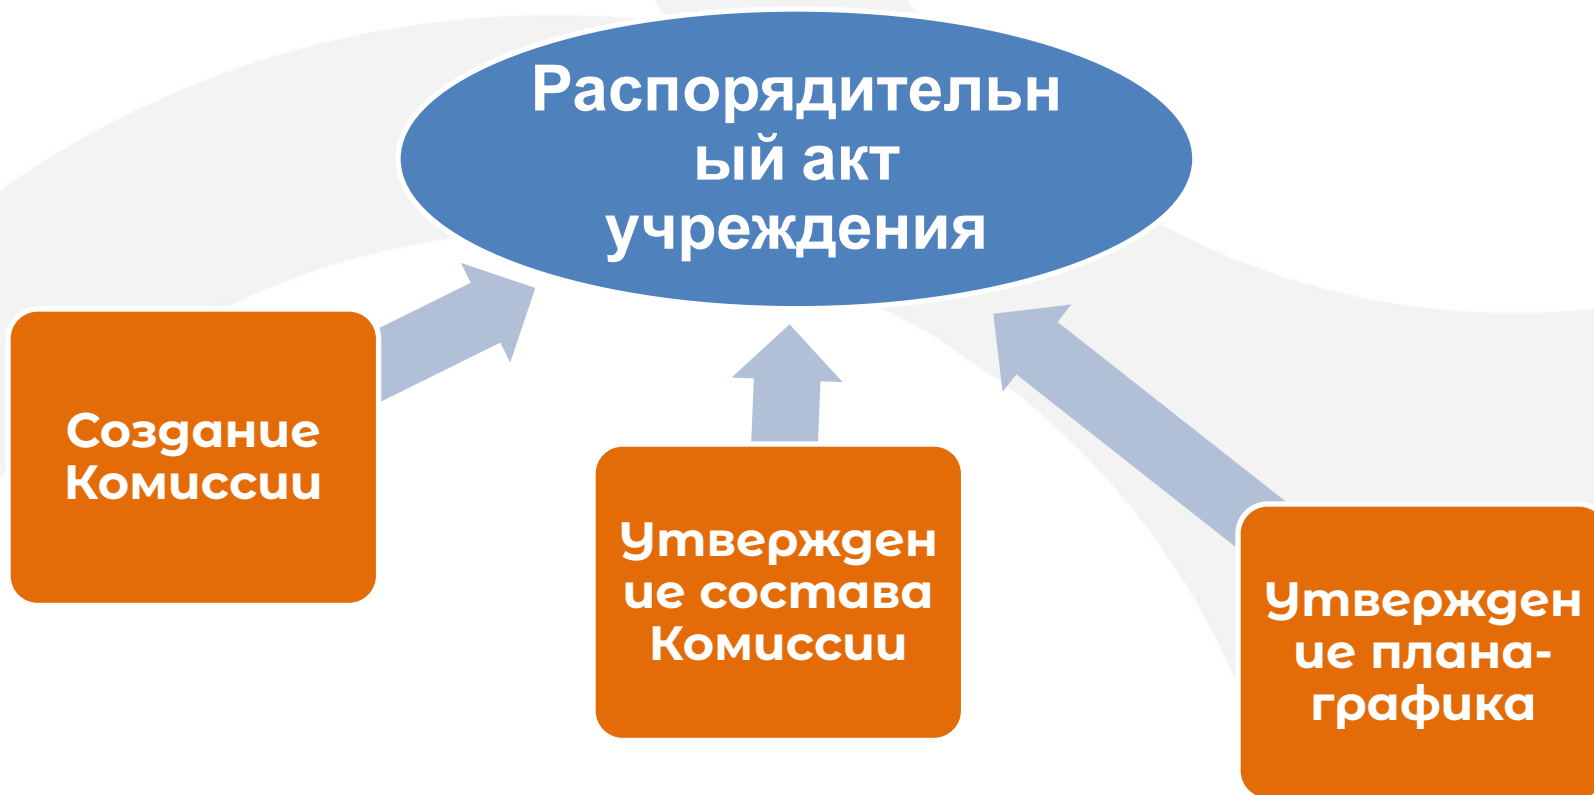 Распорядительн
ый акт
учреждения
Создание
Комиссии
Утвержден
ие состава
Комиссии
Утвержден
ие плана-
графика